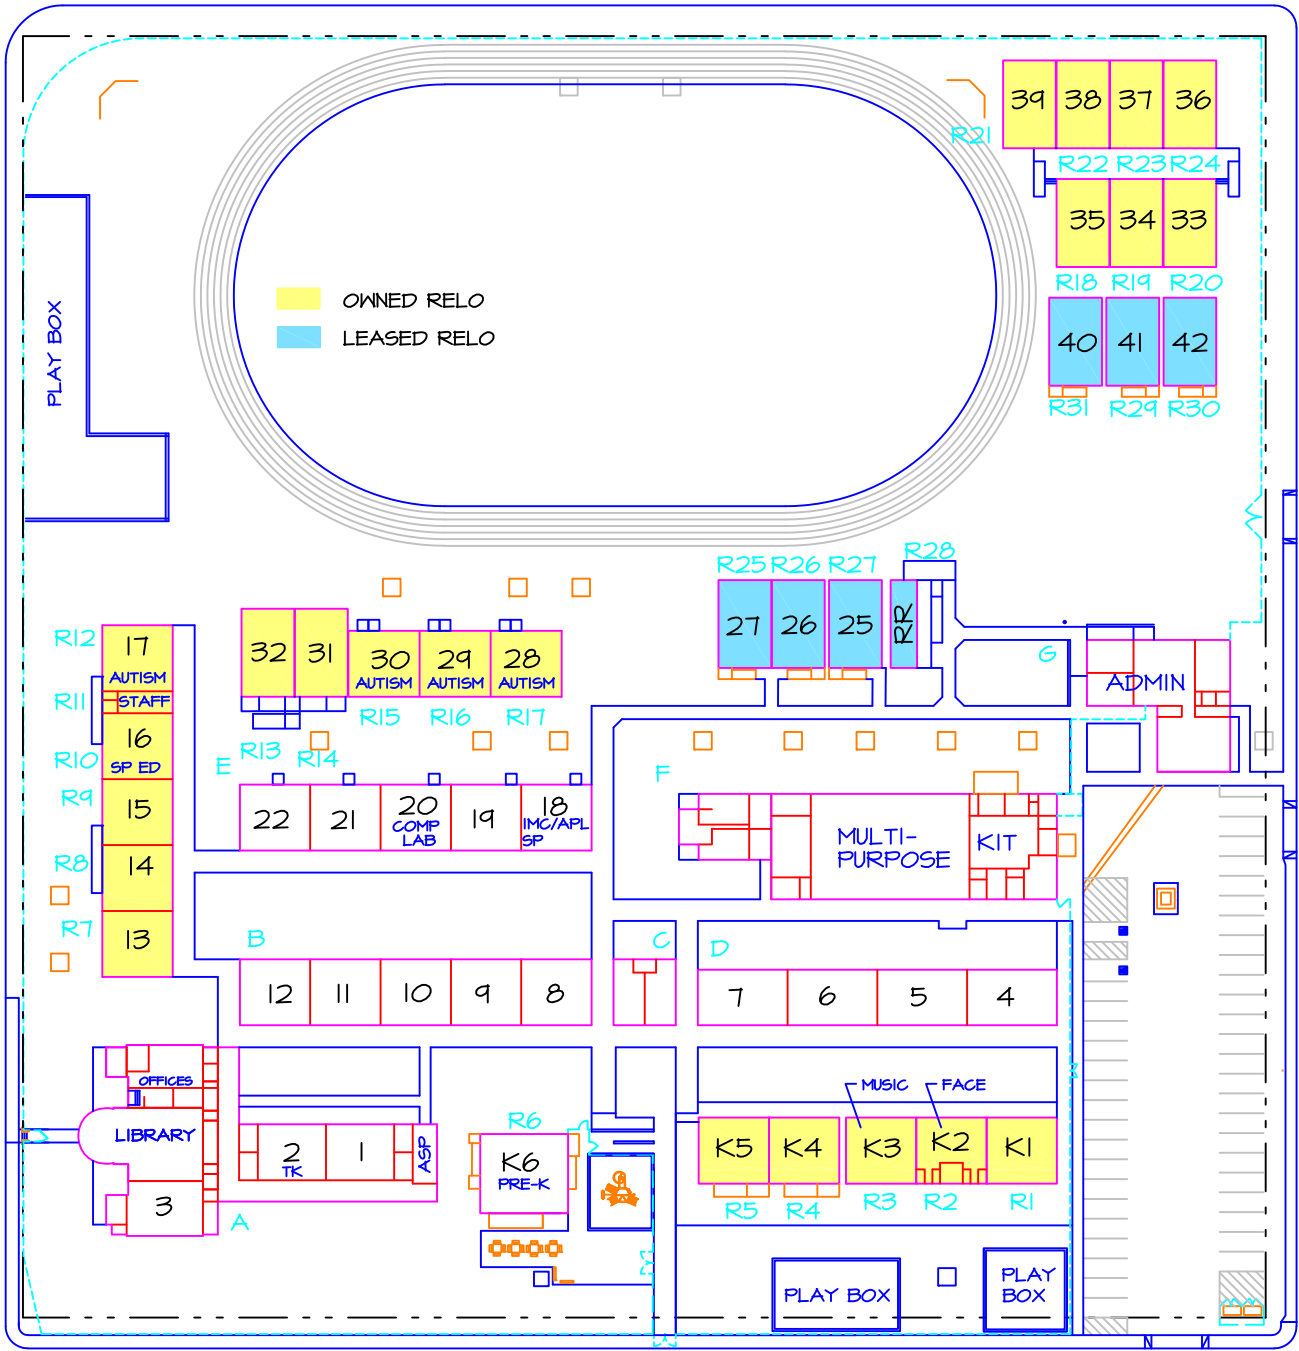 39 38 37 36
R21
R22 R23 R24
35 34 33
R18 R19 R20
OWNED RELO
LEASED RELO
PLAY BOX
40 41 42
R31 R29 R30
R28
R25 R26 R27
27 26 25 RR
R12
17
AUTISM
R11
STAFF
16
SP ED
R10
R9
15
R8
14
R7
13
32 31 30 29 28
AUTISM AUTISM AUTISM
R15 R16 R17
R13 R14
E
22 21 20 19 18
COMP
LAB
IMC/APL
SP
G
ADMIN
F
MULTI-
PURPOSE
KIT
B
C
D
12 11 10 9 8
7 6 5 4
OFFICES
LIBRARY
3
2
TK
1
ASP
A
R6
K6
PRE-K
MUSIC
FACE
K5 K4 K3 K2 K1
R5 R4 R3 R2 R1
PLAY BOX
PLAY
BOX